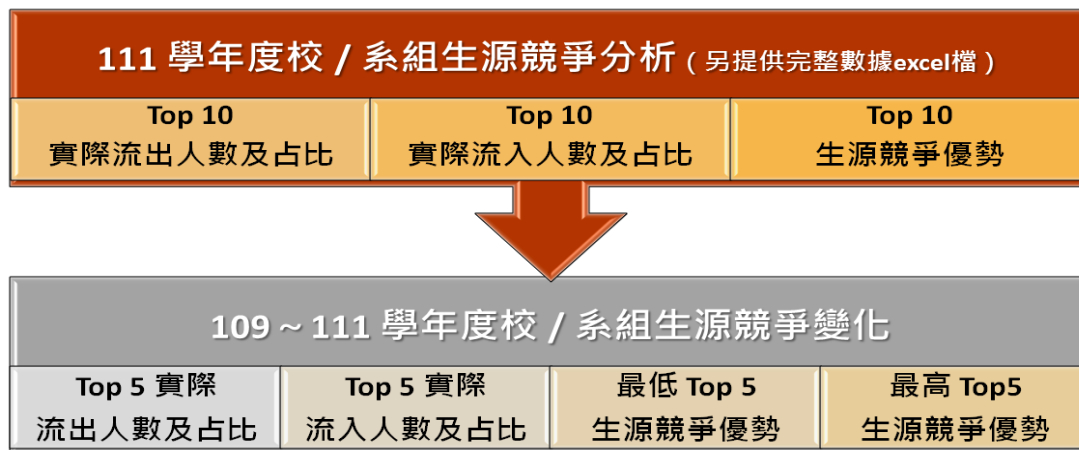 111 學年度校 / 系組生源競爭分析 ( 另提供完整數據excel檔 )
Top 10
實際流出人數及占比
Top 10
實際流入人數及占比
Top 10
生源競爭優勢
109 ~ 111 學年度校 / 系組生源競爭變化
Top 5 實際
流出人數及占比
Top 5 實際
流入人數及占比
最低 Top 5
生源競爭優勢
最高 Top5
生源競爭優勢